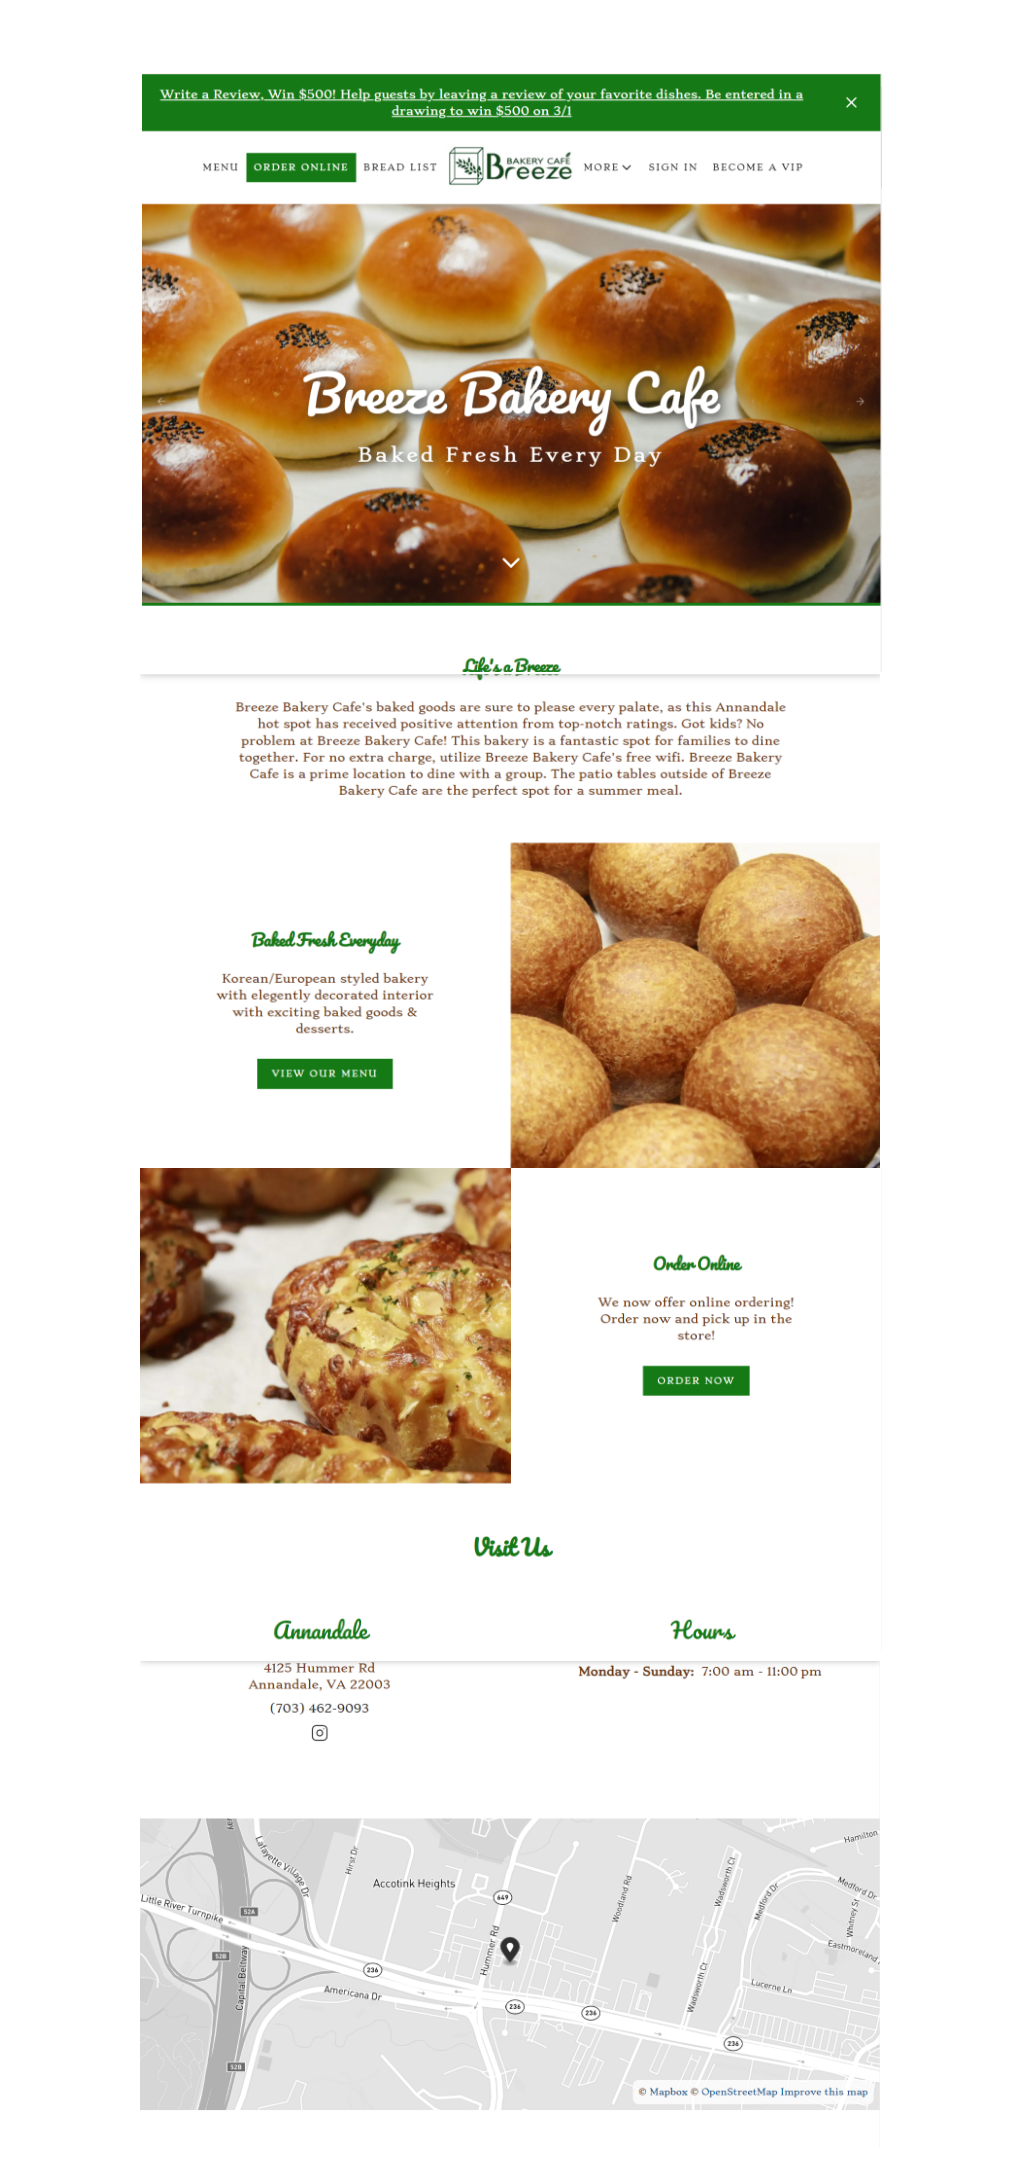 Write a Review, Win $500! Help guests by leaving a review of your favorite dishes. Be entered in a
drawing to win $500 on 3/1
MENU ORDER ONLINE BREAD LIST BAKERY CAFÉ Breeze MORE SIGN IN BECOME A VIP
Breeze Bakery Cafe
Baked Fresh Every Day
Life's a Breeze
Breeze Bakery Cafe's baked goods are sure to please every palate, as this Annandale
hot spot has received positive attention from top-notch ratings. Got kids? No
problem at Breeze Bakery Cafe! This bakery is a fantastic spot for families to dine
together. For no extra charge, utilize Breeze Bakery Cafe's free wifi. Breeze Bakery
Cafe is a prime location to dine with a group. The patio tables outside of Breeze
Bakery Cafe are the perfect spot for a summer meal.
Baked Fresh Everyday
Korean/European styled bakery
with elegently decorated interior
with exciting baked goods &
desserts.
VIEW OUR MENU
Order Online
We now offer online ordering!
Order now and pick up in the
store!
ORDER NOW
Visit Us
Annandale
4125 Hummer Rd
Annandale, VA 22003
(703) 462-9093
Hours
Monday - Sunday: 7:00 am - 11:00 pm
Lafayette Village Dr
Hirst Dr
Accotink Heights
649
Woodland Rd
Wadsworth Ct
Medford Dr
Hamilton
Medford Dr
Whitney St
Eastmoreland
Little River Turnpike
52A
52B
Capital Beltway
236
Hummer Rd
Americana Dr
236
236
Wadsworth Ct
Lucerne Ln
236
52B
© Mapbox © OpenStreetMap Improve this map